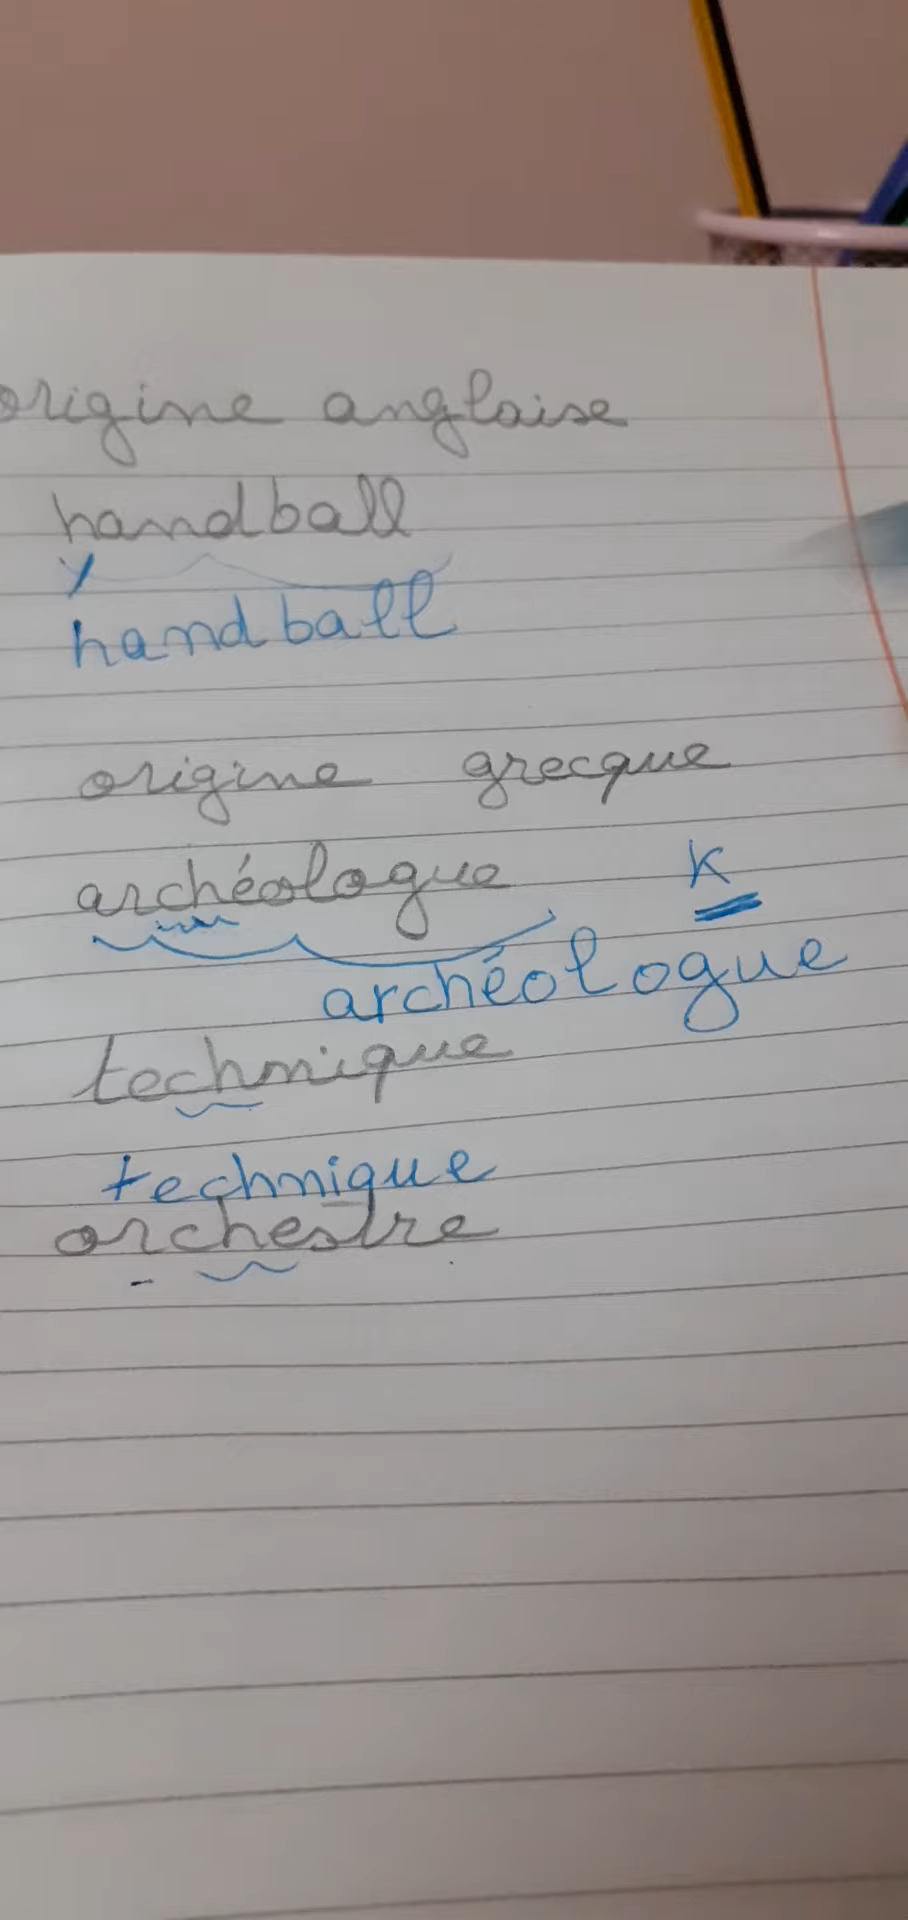 origine anglaise
handball
handball
origine grecque
archéologue K
archéologue
technique
technique
orchestre